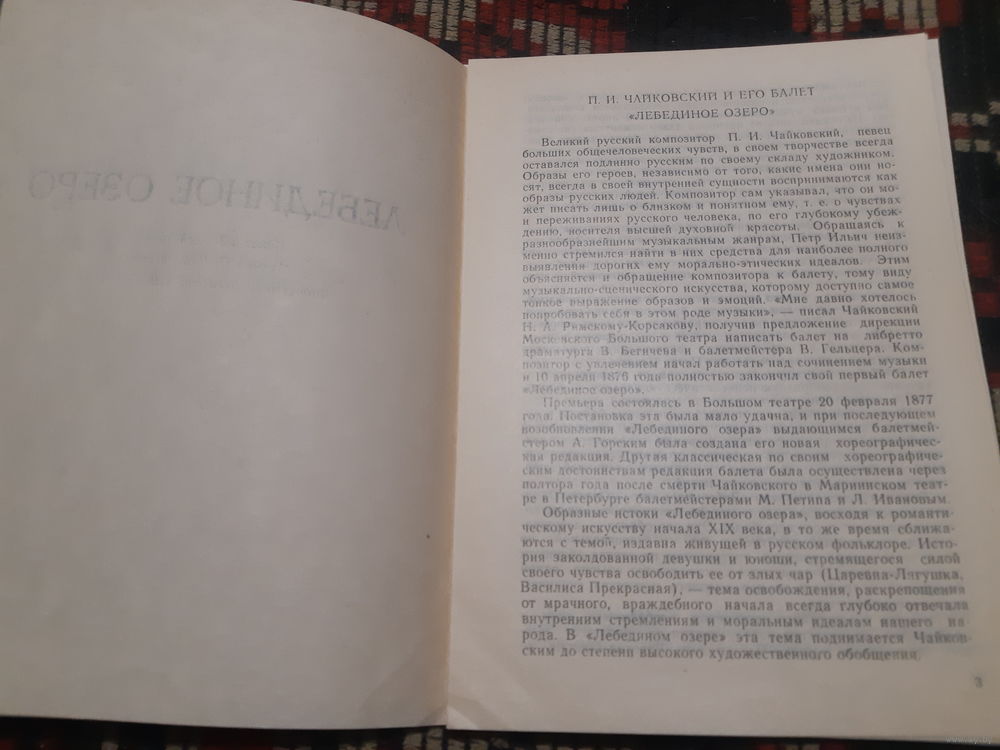 ЛЕБЕДИНОЕ ОЗЕРО
П. И. ЧАЙКОВСКИЙ И ЕГО БАЛЕТ
«ЛЕБЕДИНОЕ ОЗЕРО»
Великий русский композитор П. И. Чайковский, певец
больших общечеловеческих чувств, в своем творчестве всегда
оставался подлинно русским по своему складу художником.
Образы его героев, независимо от того, какие имена они но-
сят, всегда в своей внутренней сущности воспринимаются как
образы русских людей. Композитор сам указывал, что он мо-
жет писать лишь о близком и понятном ему, т. е. о чувствах
и переживаниях русского человека, по его глубокому убеж-
дению, носителя высшей духовной красоты. Обращаясь к
разнообразнейшим музыкальным жанрам, Петр Ильич неиз-
менно стремился найти в них средства для наиболее полного
выявления дорогих ему морально-этических идеалов. Этим
объясняется и обращение композитора к балету, тому виду
музыкально-сценического искусства, которому доступно самое
тонкое выражение образов и эмоций. «Мне давно хотелось
попробовать себя в этом роде музыки», — писал Чайковский
Н. А. Римскому-Корсакову, получив предложение дирекции
Московского Большого театра написать балет на либретто
драматурга В. Бегичева и балетмейстера В. Гельцера. Ком-
позитор с увлечением начал работать над сочинением музыки
и 10 апреля 1876 года полностью закончил свой первый балет
«Лебединое озеро».
Премьера состоялась в Большом театре 20 февраля 1877
года. Постановка эта была мало удачна, и при последующем
возобновлении «Лебединого озера» выдающимся балетмей-
стером А. Горским была создана его новая хореографичес-
кая редакция. Другая классическая по своим хореографиче-
ским достоинствам редакция балета была осуществлена через
полтора года после смерти Чайковского в Мариинском теат-
ре в Петербурге балетмейстерами М. Петипа и Л. Ивановым.
Образные истоки «Лебединого озера», восходя к романти-
ческому искусству начала XIX века, в то же время сближа-
ются с темой, издавна живущей в русском фольклоре. Исто-
рия заколдованной девушки и юноши, стремящегося силой
своего чувства освободить ее от злых чар (Царевна-Лягушка,
Василиса Прекрасная), — тема освобождения, раскрепощения
от мрачного, враждебного начала всегда глубоко отвечала
внутренним стремлениям и моральным идеалам нашего на-
рода. В «Лебедином озере» эта тема поднимается Чайков-
ским до степени высокого художественного обобщения.
3